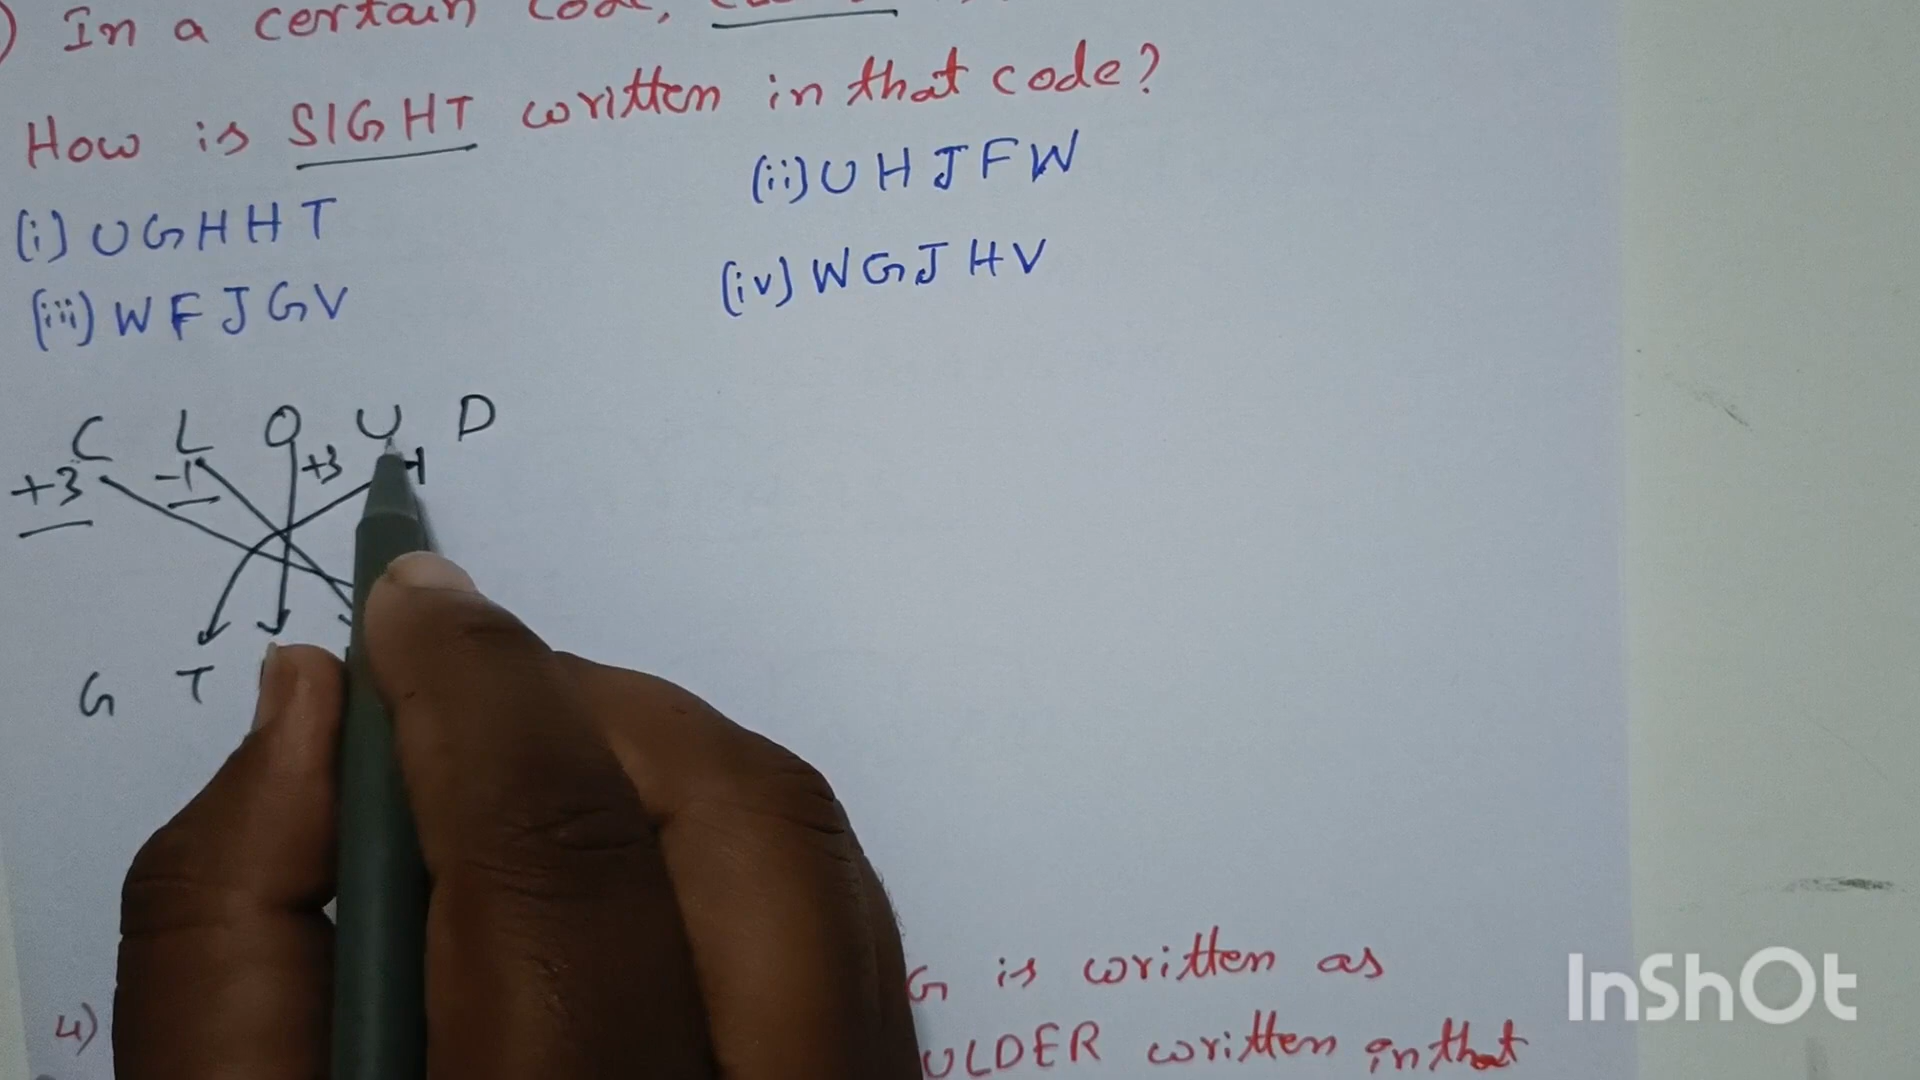 ) In a certain code,
How is SIGHT written in that code?
(i) UGHHT
(ii) UHJFW
(iii) WFJGV
(iv) WGJHV
C L O U D
+3 -1 +3 -1
G T
G is written as
4) ULDER written in that
InShOt